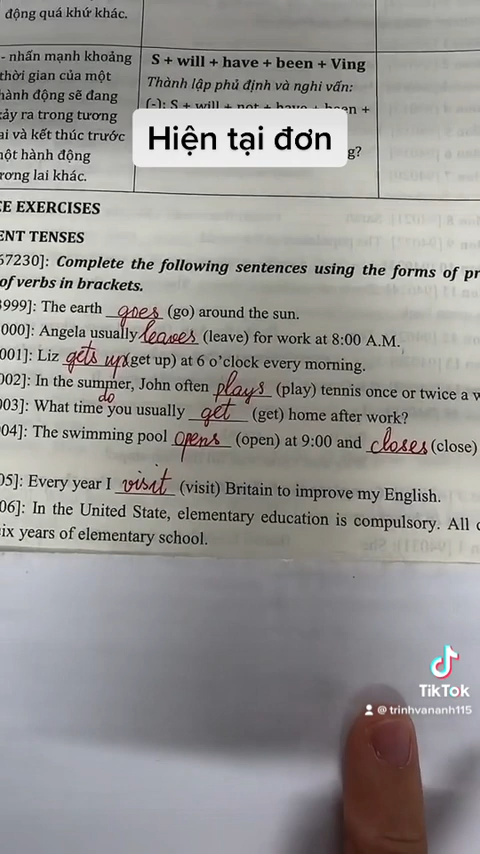 động quá khứ khác.
- nhấn mạnh khoảng
thời gian của một
hành động sẽ đang
xảy ra trong tương
lai và kết thúc trước
một hành động
tương lai khác.
S + will + have + been + Ving
Thành lập phủ định và nghi vấn:
(-): S + will + not + have + been +
Hiện tại đơn
g?
CE EXERCISES
ENT TENSES
67230]: Complete the following sentences using the forms of pr
of verbs in brackets.
3999]: The earth goes (go) around the sun.
000]: Angela usually leaves (leave) for work at 8:00 A.M.
001]: Liz gets up (get up) at 6 o'clock every morning.
002]: In the summer, John often plays (play) tennis once or twice a w
do
003]: What time you usually get (get) home after work?
04]: The swimming pool opens (open) at 9:00 and closes (close)
05]: Every year I visit (visit) Britain to improve my English.
06]: In the United State, elementary education is compulsory. All c
six years of elementary school.
TikTok
@trinhvananh115